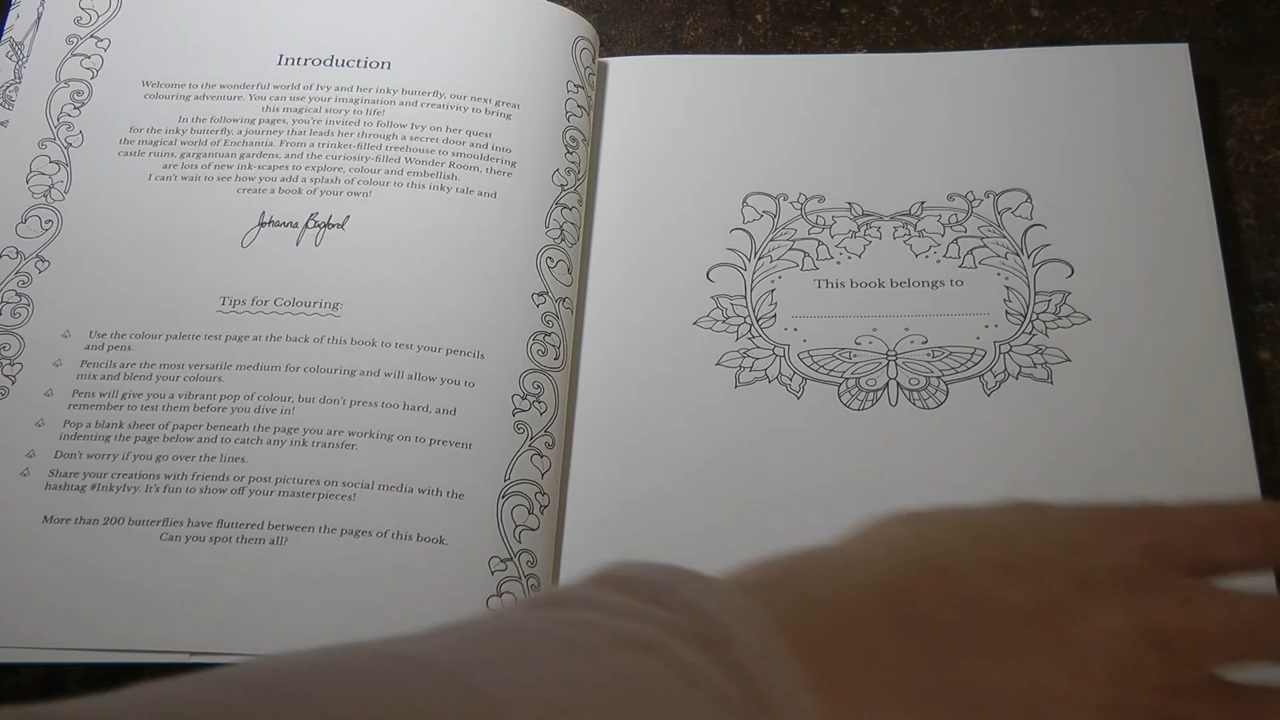 Introduction
Welcome to the wonderful world of Ivy and her inky butterfly, our next great
colouring adventure. You can use your imagination and creativity to bring
this magical story to life!
In the following pages, you're invited to follow Ivy on her quest
for the inky butterfly, a journey that leads her through a secret door and into
the magical world of Enchantia. From a trinket-filled treehouse to smouldering
castle ruins, gargantuan gardens, and the curiosity-filled Wonder Room, there
are lots of new ink-scapes to explore, colour and embellish.
I can't wait to see how you add a splash of colour to this inky tale and
create a book of your own!
Johanna Basford
Tips for Colouring:
Use the colour palette test page at the back of this book to test your pencils
and pens.
Pencils are the most versatile medium for colouring and will allow you to
mix and blend your colours.
Pens will give you a vibrant pop of colour, but don't press too hard, and
remember to test them before you dive in!
Pop a blank sheet of paper beneath the page you are working on to prevent
indenting the page below and to catch any ink transfer.
Don't worry if you go over the lines.
Share your creations with friends or post pictures on social media with the
hashtag #InkyIvy. It's fun to show off your masterpieces!
More than 200 butterflies have fluttered between the pages of this book.
Can you spot them all?
This book belongs to